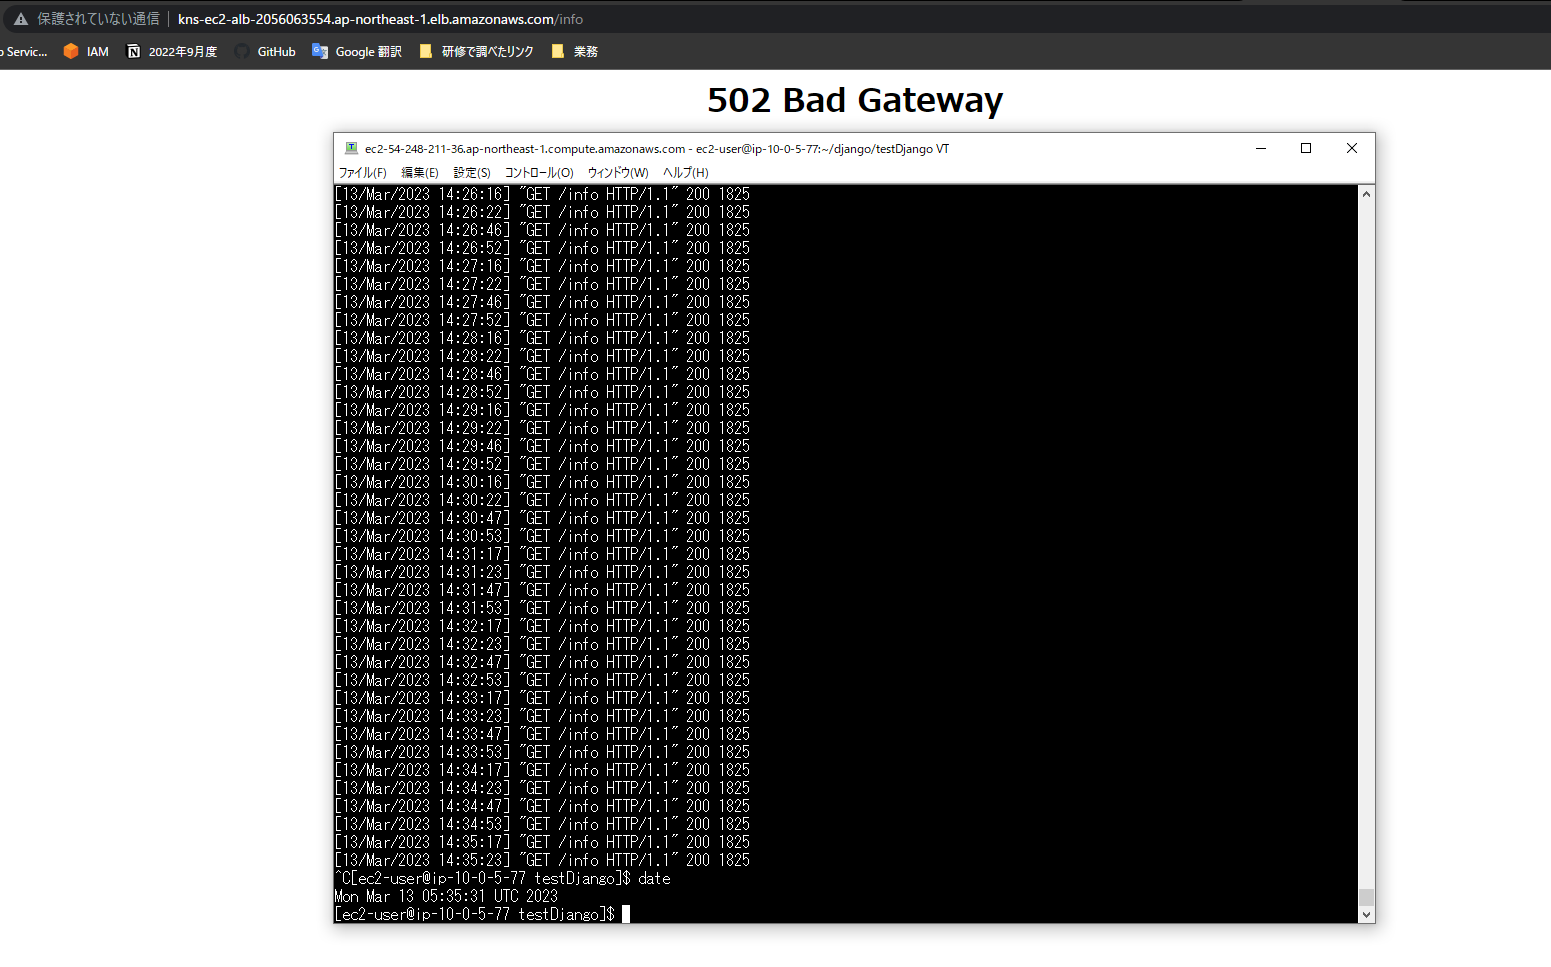 保護されていない通信 kns-ec2-alb-2056063554.ap-northeast-1.elb.amazonaws.com/info
Servic... IAM 2022年9月度 GitHub Google 翻訳 研修で調べたリンク 業務
502 Bad Gateway
ec2-54-248-211-36.ap-northeast-1.compute.amazonaws.com - ec2-user@ip-10-0-5-77:~/django/testDjango VT
ファイル(F) 編集(E) 設定(S) コントロール(O) ウィンドウ(W) ヘルプ(H)
[13/Mar/2023 14:26:16] "GET /info HTTP/1.1" 200 1825
[13/Mar/2023 14:26:22] "GET /info HTTP/1.1" 200 1825
[13/Mar/2023 14:26:46] "GET /info HTTP/1.1" 200 1825
[13/Mar/2023 14:26:52] "GET /info HTTP/1.1" 200 1825
[13/Mar/2023 14:27:16] "GET /info HTTP/1.1" 200 1825
[13/Mar/2023 14:27:22] "GET /info HTTP/1.1" 200 1825
[13/Mar/2023 14:27:46] "GET /info HTTP/1.1" 200 1825
[13/Mar/2023 14:27:52] "GET /info HTTP/1.1" 200 1825
[13/Mar/2023 14:28:16] "GET /info HTTP/1.1" 200 1825
[13/Mar/2023 14:28:22] "GET /info HTTP/1.1" 200 1825
[13/Mar/2023 14:28:46] "GET /info HTTP/1.1" 200 1825
[13/Mar/2023 14:28:52] "GET /info HTTP/1.1" 200 1825
[13/Mar/2023 14:29:16] "GET /info HTTP/1.1" 200 1825
[13/Mar/2023 14:29:22] "GET /info HTTP/1.1" 200 1825
[13/Mar/2023 14:29:46] "GET /info HTTP/1.1" 200 1825
[13/Mar/2023 14:29:52] "GET /info HTTP/1.1" 200 1825
[13/Mar/2023 14:30:16] "GET /info HTTP/1.1" 200 1825
[13/Mar/2023 14:30:22] "GET /info HTTP/1.1" 200 1825
[13/Mar/2023 14:30:47] "GET /info HTTP/1.1" 200 1825
[13/Mar/2023 14:30:53] "GET /info HTTP/1.1" 200 1825
[13/Mar/2023 14:31:17] "GET /info HTTP/1.1" 200 1825
[13/Mar/2023 14:31:23] "GET /info HTTP/1.1" 200 1825
[13/Mar/2023 14:31:47] "GET /info HTTP/1.1" 200 1825
[13/Mar/2023 14:31:53] "GET /info HTTP/1.1" 200 1825
[13/Mar/2023 14:32:17] "GET /info HTTP/1.1" 200 1825
[13/Mar/2023 14:32:23] "GET /info HTTP/1.1" 200 1825
[13/Mar/2023 14:32:47] "GET /info HTTP/1.1" 200 1825
[13/Mar/2023 14:32:53] "GET /info HTTP/1.1" 200 1825
[13/Mar/2023 14:33:17] "GET /info HTTP/1.1" 200 1825
[13/Mar/2023 14:33:23] "GET /info HTTP/1.1" 200 1825
[13/Mar/2023 14:33:47] "GET /info HTTP/1.1" 200 1825
[13/Mar/2023 14:33:53] "GET /info HTTP/1.1" 200 1825
[13/Mar/2023 14:34:17] "GET /info HTTP/1.1" 200 1825
[13/Mar/2023 14:34:23] "GET /info HTTP/1.1" 200 1825
[13/Mar/2023 14:34:47] "GET /info HTTP/1.1" 200 1825
[13/Mar/2023 14:34:53] "GET /info HTTP/1.1" 200 1825
[13/Mar/2023 14:35:17] "GET /info HTTP/1.1" 200 1825
[13/Mar/2023 14:35:23] "GET /info HTTP/1.1" 200 1825
^C[ec2-user@ip-10-0-5-77 testDjango]$ date
Mon Mar 13 05:35:31 UTC 2023
[ec2-user@ip-10-0-5-77 testDjango]$